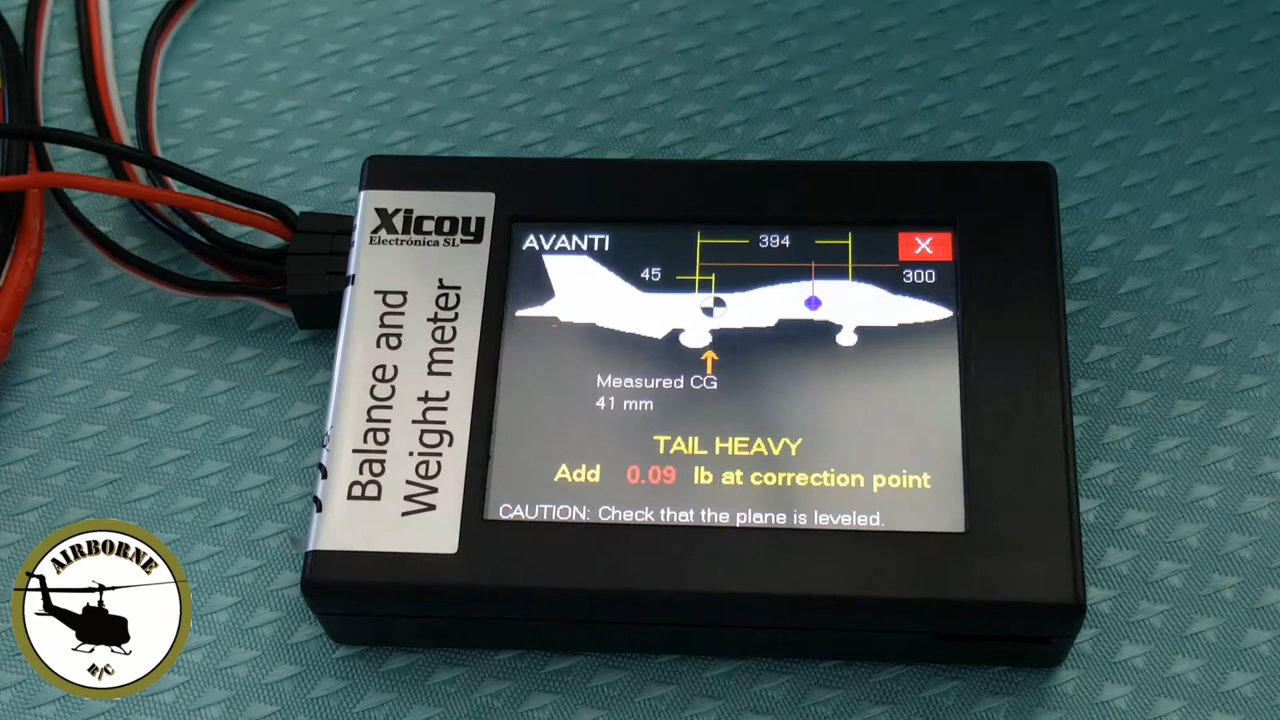 Xicoy
Electrónica SL
Balance and
Weight meter
AVANTI
394
X
45
300
Measured CG
41 mm
TAIL HEAVY
Add 0.09 lb at correction point
CAUTION: Check that the plane is leveled.
AIRBORNE
R/C